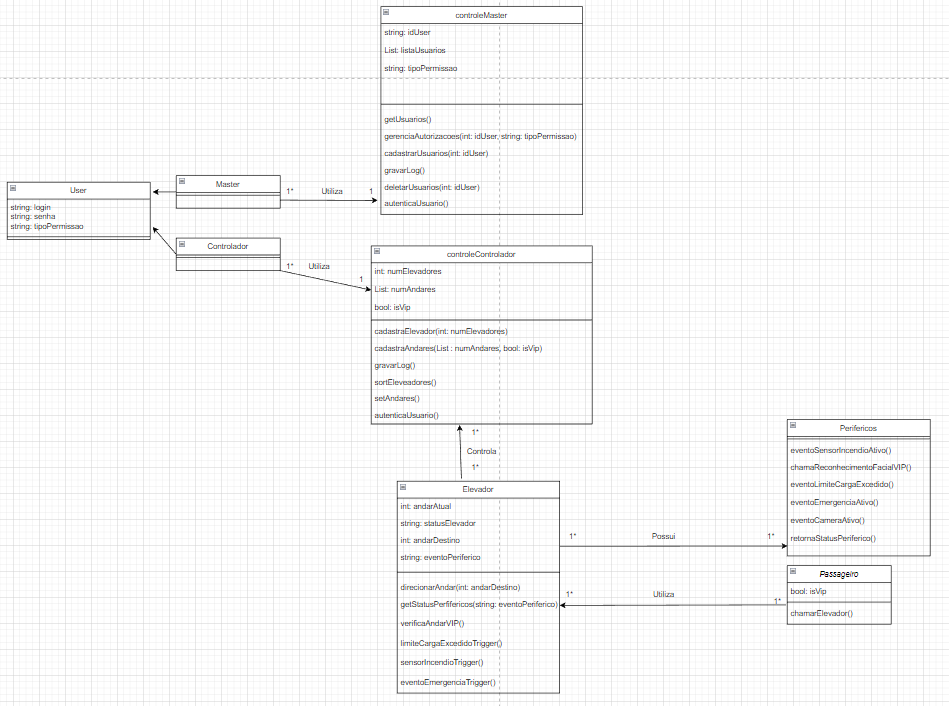 controleMaster
string: idUser
List: listaUsuarios
string: tipoPermissao
getUsuarios()
gerenciaAutorizacoes(int: idUser, string: tipoPermissao)
cadastrarUsuarios(int: idUser)
gravarLog()
deletarUsuarios(int: idUser)
autenticaUsuario()
User
string: login
string: senha
string: tipoPermissao
Master
1*
Utiliza
1
Controlador
1*
Utiliza
1
controleControlador
int: numElevadores
List: numAndares
bool: isVip
cadastraElevador(int: numElevadores)
cadastraAndares(List : numAndares, bool: isVip)
gravarLog()
sortEleveadores()
setAndares()
autenticaUsuario()
1*
Controla
1*
Elevador
int: andarAtual
string: statusElevador
int: andarDestino
string: eventoPeriferico
direcionarAndar(int: andarDestino)
getStatusPerfifericos(string: eventoPeriferico)
verificaAndarVIP()
limiteCargaExcedidoTrigger()
sensorIncendioTrigger()
eventoEmergenciaTrigger()
1*
Possui
1*
Perifericos
eventoSensorIncendioAtivo()
chamaReconhecimentoFacialVIP()
eventoLimiteCargaExcedido()
eventoEmergenciaAtivo()
eventoCameraAtivo()
retornaStatusPeriferico()
1*
Utiliza
1*
Passageiro
bool: isVip
chamarElevador()